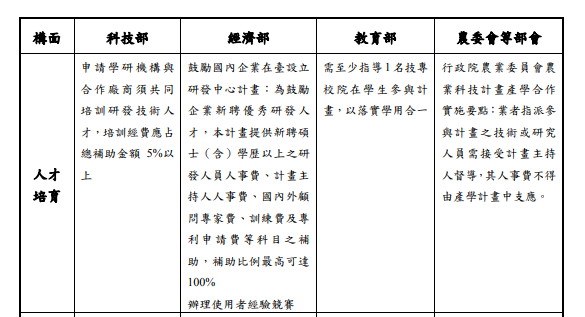 構面 科技部 經濟部 教育部 農委會等部會
人才
培育
申請學研機構與
合作廠商須共同
培訓研發技術人
才，培訓經費應占
總補助金額 5%以
上
鼓勵國內企業在臺設立
研發中心計畫：為鼓勵
企業新聘優秀研發人
才，本計畫提供新聘碩
士（含）學歷以上之研
發人員人事費、計畫主
持人人事費、國內外顧
問專家費、訓練費及專
利申請費等科目之補
助，補助比例最高可達
100%
辦理使用者經驗競賽
需至少指導 1 名技專
校院在學生參與計
畫，以落實學用合一
行政院農業委員會農
業科技計畫產學合作
實施要點：業者指派參
與計畫之技術或研究
人員需接受計畫主持
人督導，其人事費不得
由產學計畫中支應。